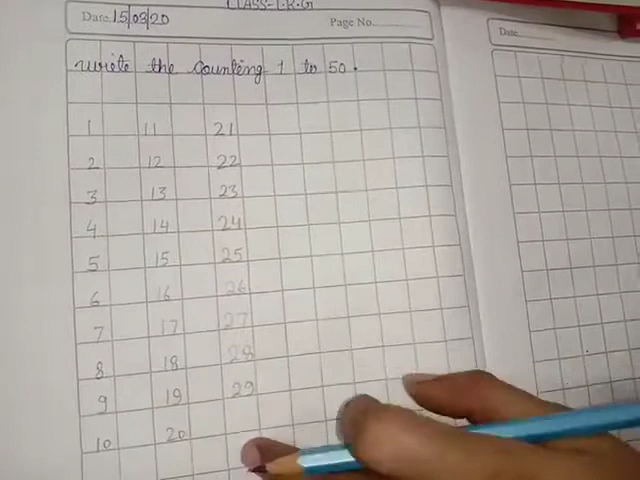 CLASS-L.K.G
Date. 15/03/20
Page No.
Date
write the counting 1 to 50.
1 11 21
2 12 22
3 13 23
4 14 24
5 15 25
6 16 26
7 17 27
8 18 28
9 19 29
10 20